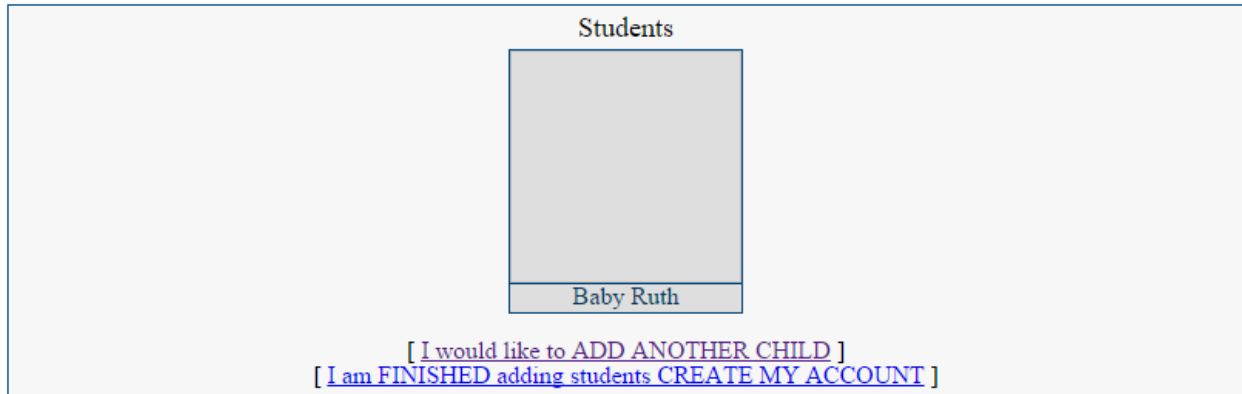 Students
Baby Ruth
[ I would like to ADD ANOTHER CHILD ]
[ I am FINISHED adding students CREATE MY ACCOUNT ]